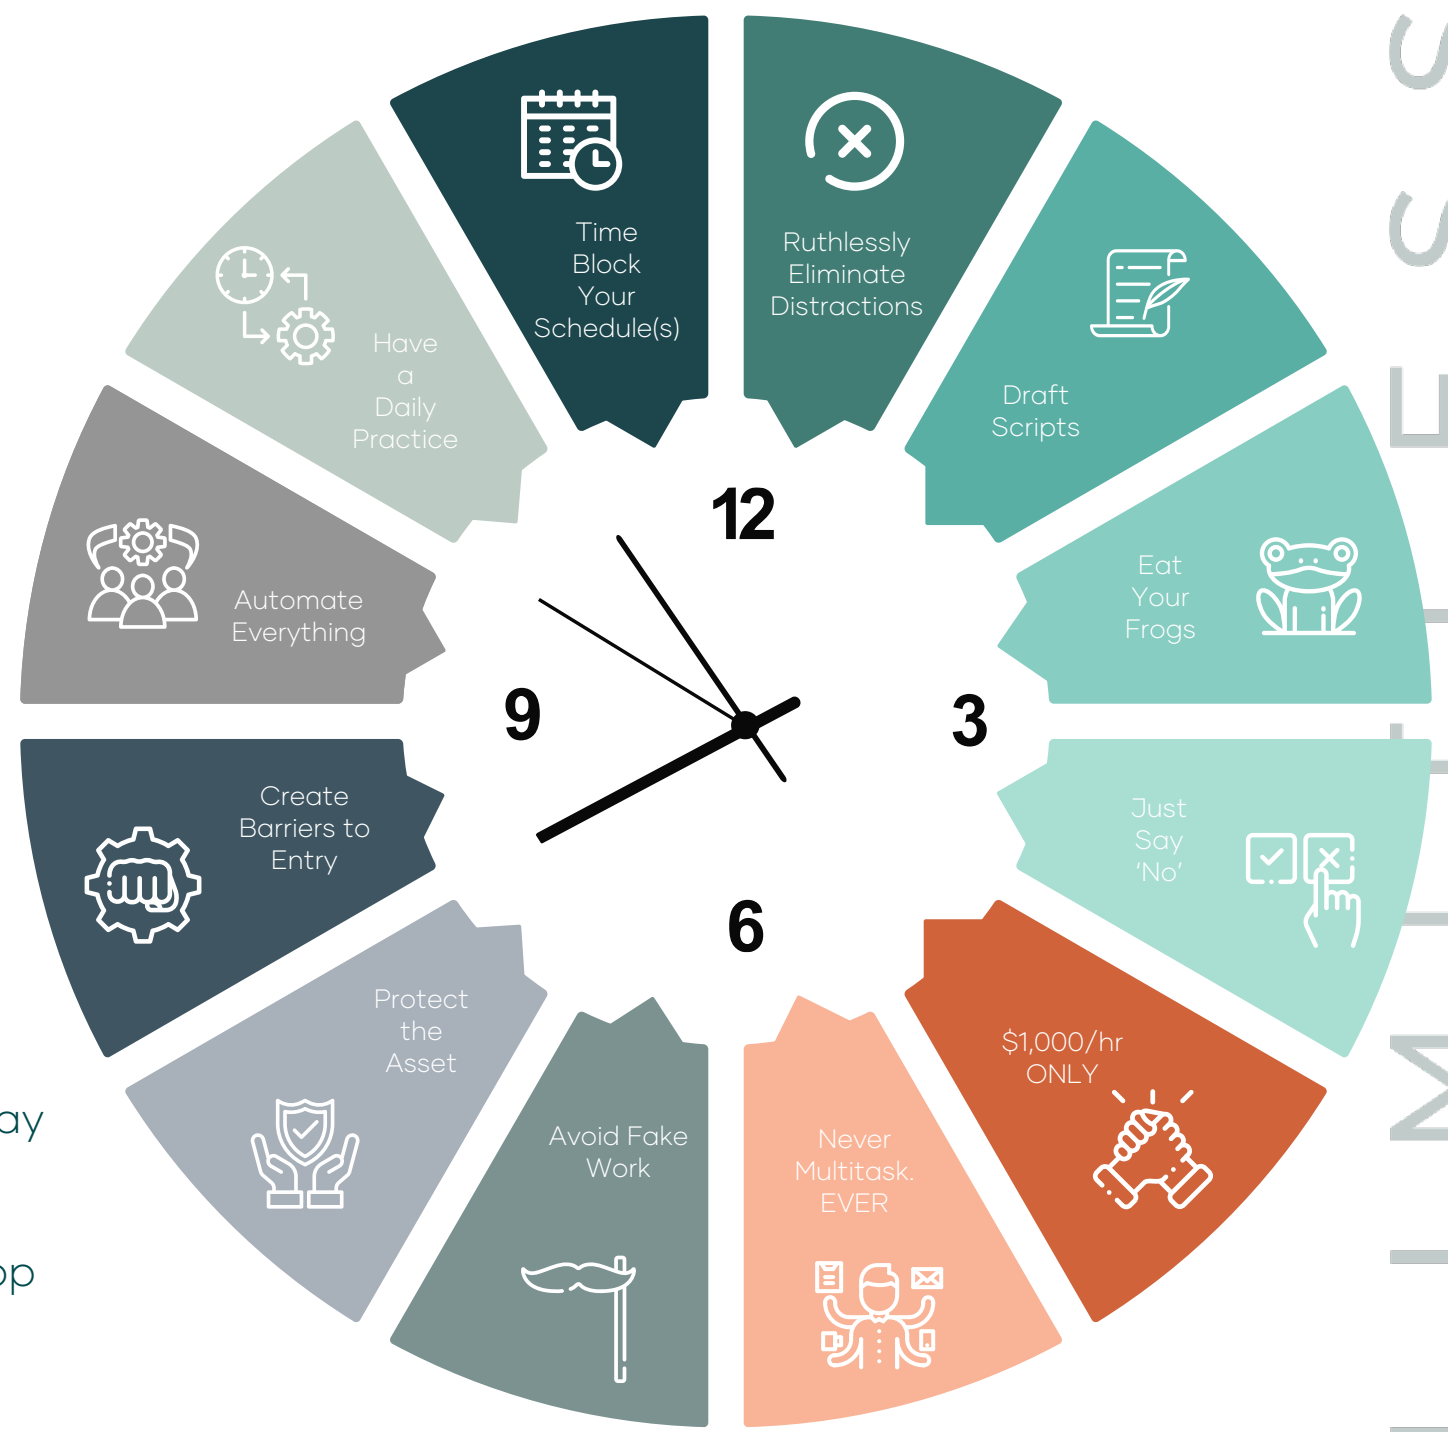 Time
Block
Your
Schedule(s)
Ruthlessly
Eliminate
Distractions
Draft
Scripts
Eat
Your
Frogs
Just
Say
‘No’
$1,000/hr
ONLY
Never
Multitask.
EVER
Avoid Fake
Work
Protect
the
Asset
Create
Barriers to
Entry
Automate
Everything
Have
a
Daily
Practice
12
3
6
9
ay